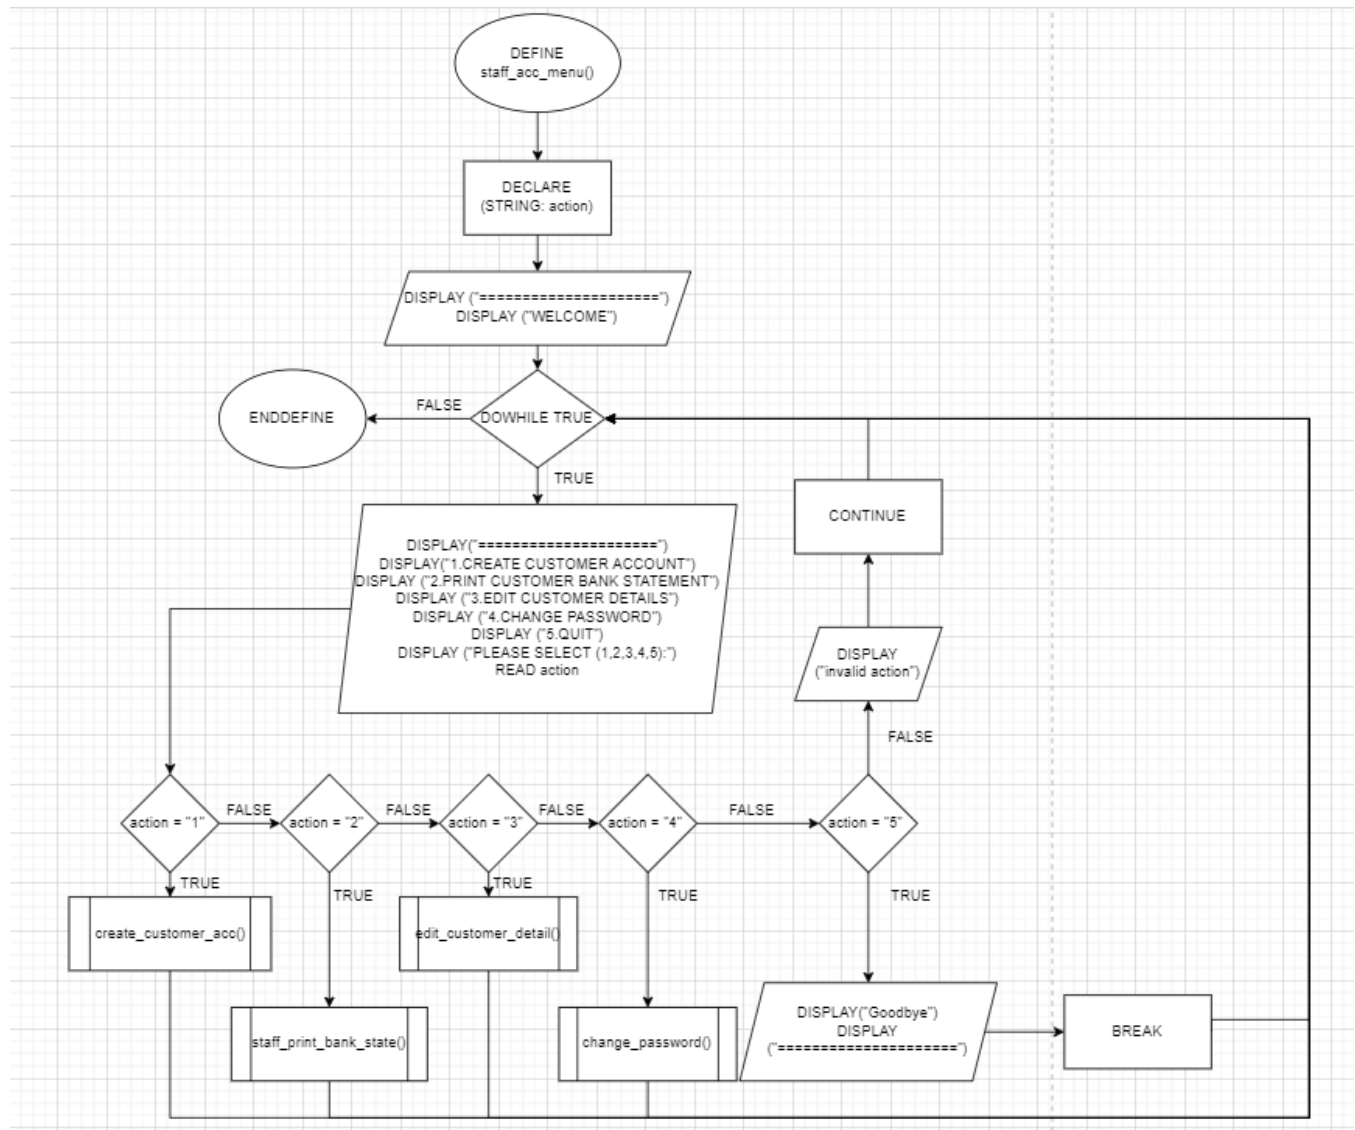 DEFINE
staff_acc_menu()
DECLARE
(STRING: action)
DISPLAY ("=====================")
DISPLAY ("WELCOME")
ENDDEFINE
FALSE
DOWHILE TRUE
TRUE
DISPLAY("=====================")
DISPLAY("1.CREATE CUSTOMER ACCOUNT")
DISPLAY ("2.PRINT CUSTOMER BANK STATEMENT")
DISPLAY ("3.EDIT CUSTOMER DETAILS")
DISPLAY ("4.CHANGE PASSWORD")
DISPLAY ("5.QUIT")
DISPLAY ("PLEASE SELECT (1,2,3,4,5):")
READ action
CONTINUE
DISPLAY
("invalid action")
FALSE
action = "1"
FALSE
action = "2"
FALSE
action = "3"
FALSE
action = "4"
FALSE
action = "5"
TRUE
TRUE
TRUE
TRUE
TRUE
create_customer_acc()
edit_customer_detail()
staff_print_bank_state()
change_password()
DISPLAY("Goodbye")
DISPLAY
("=====================")
BREAK